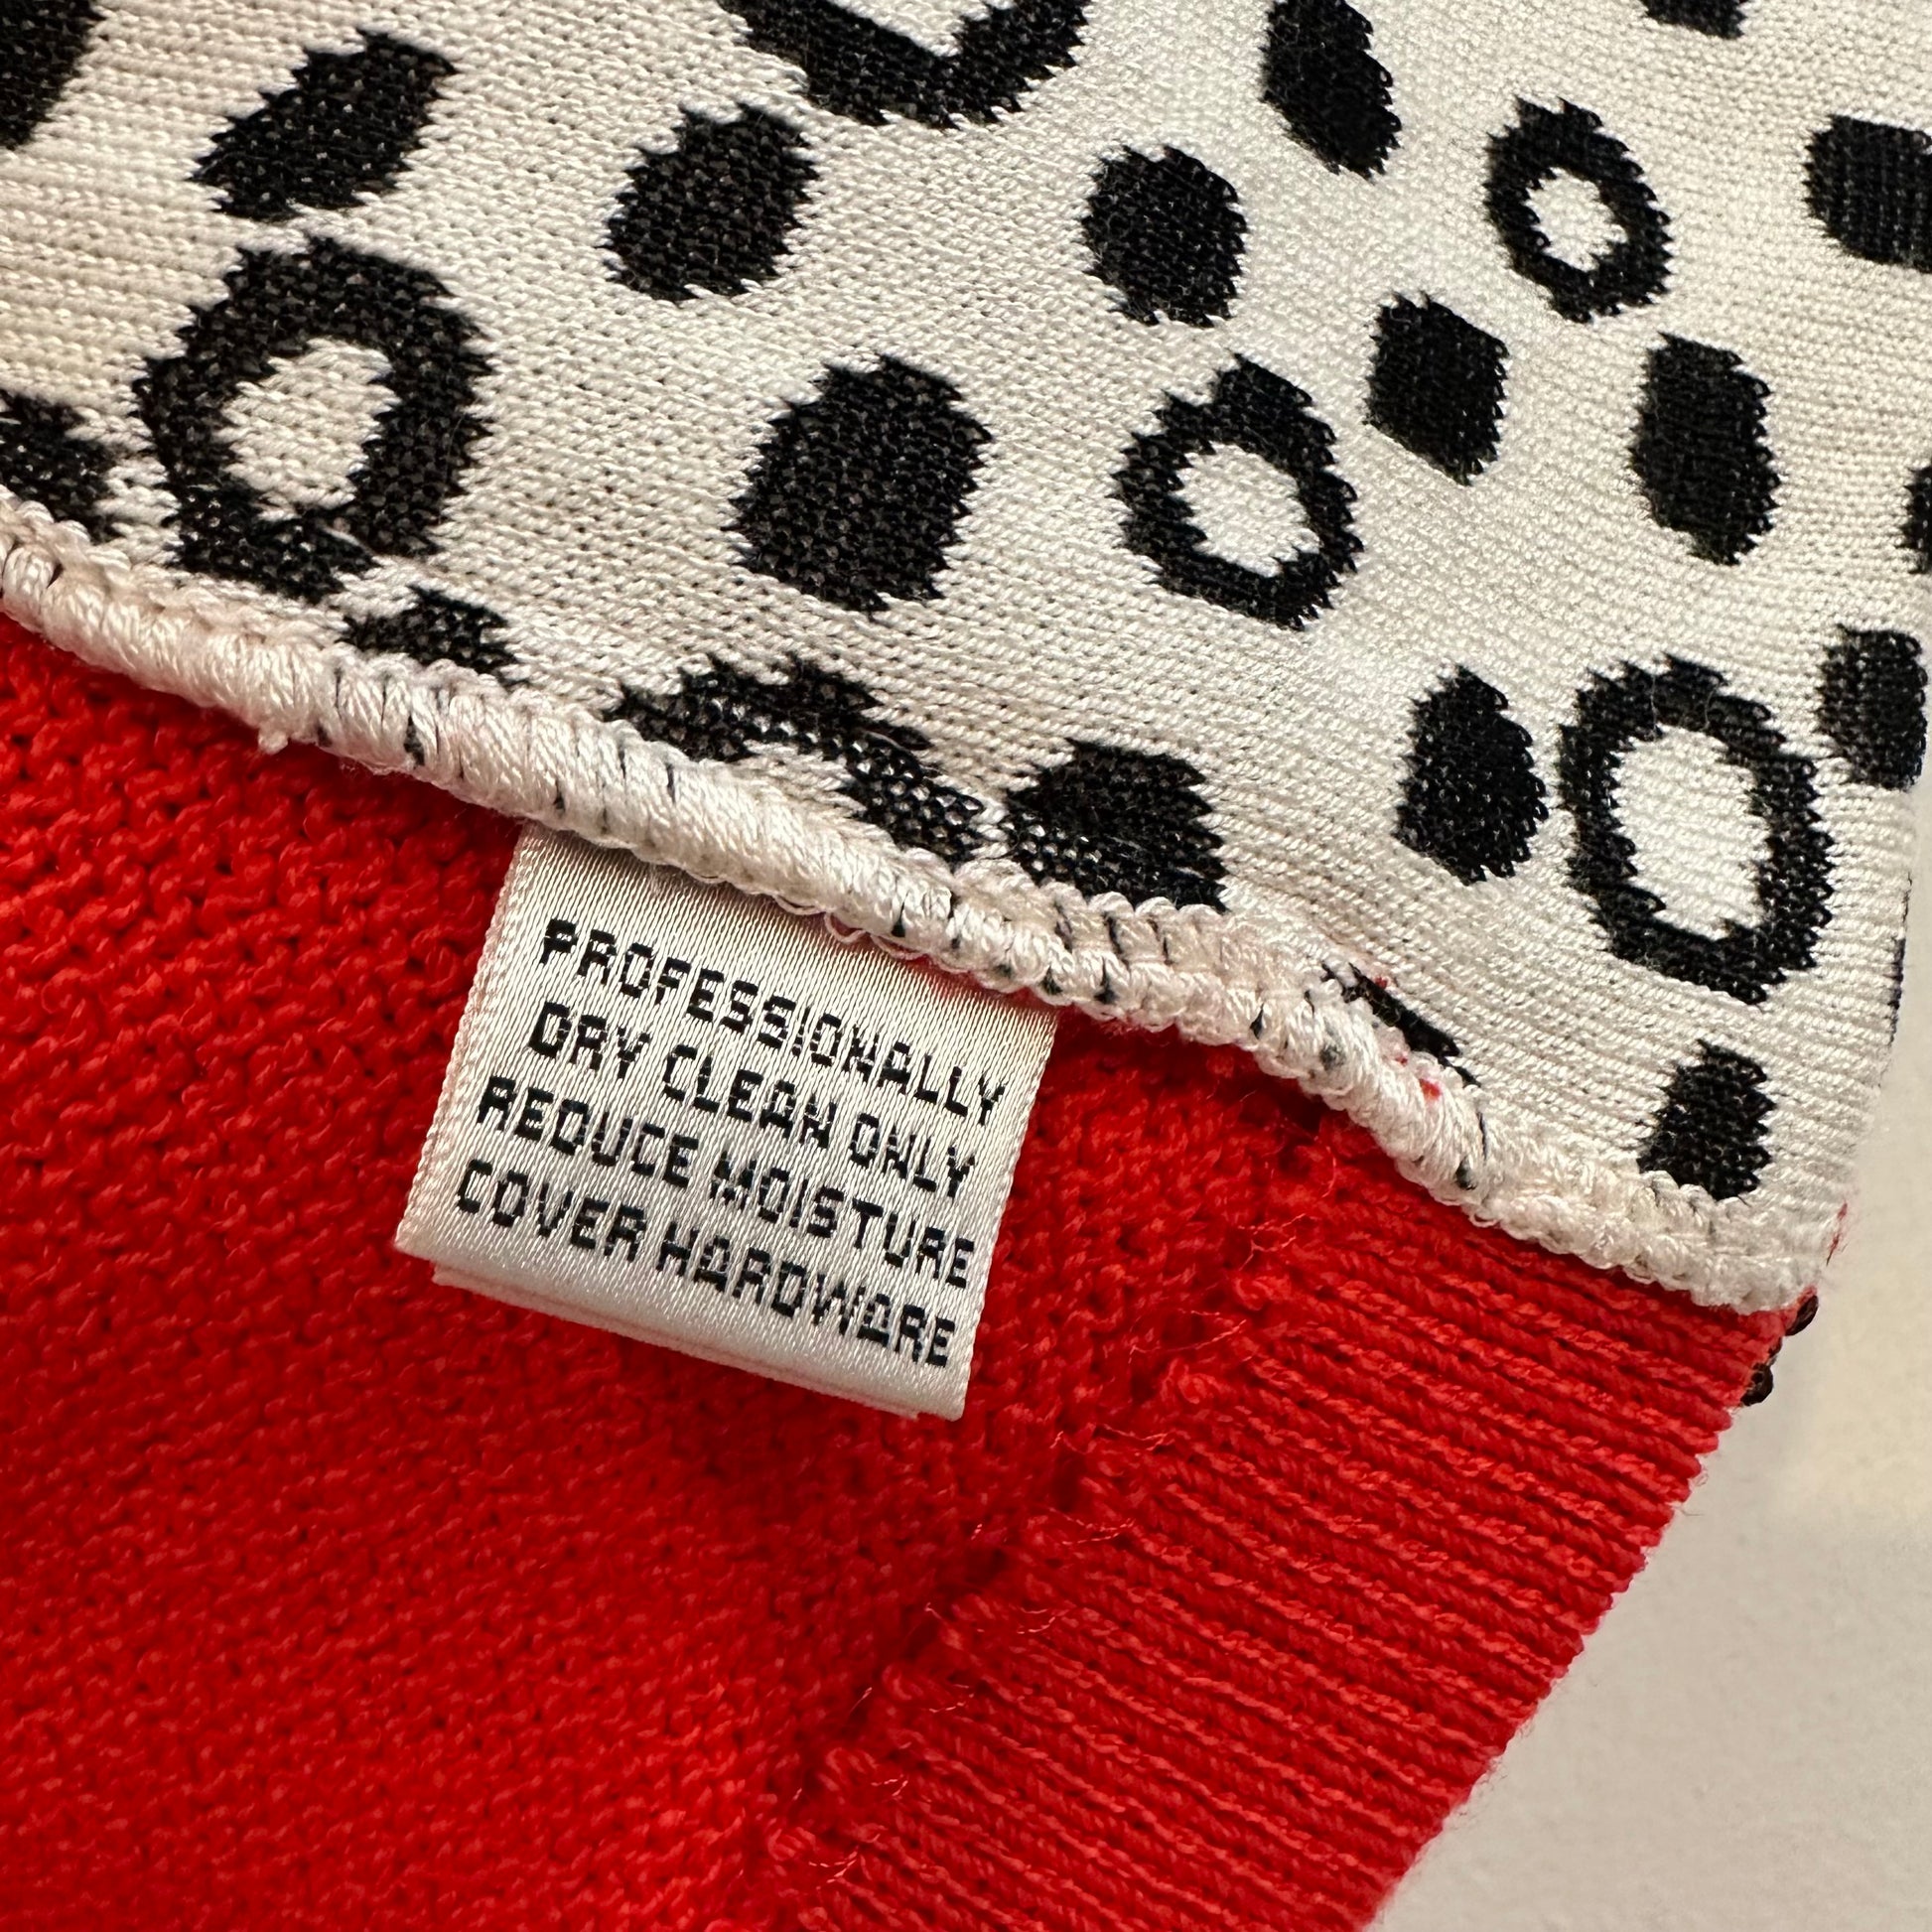 PROFESSIONALLY
DRY CLEAN ONLY
REDUCE MOISTURE
COVER HARDWARE